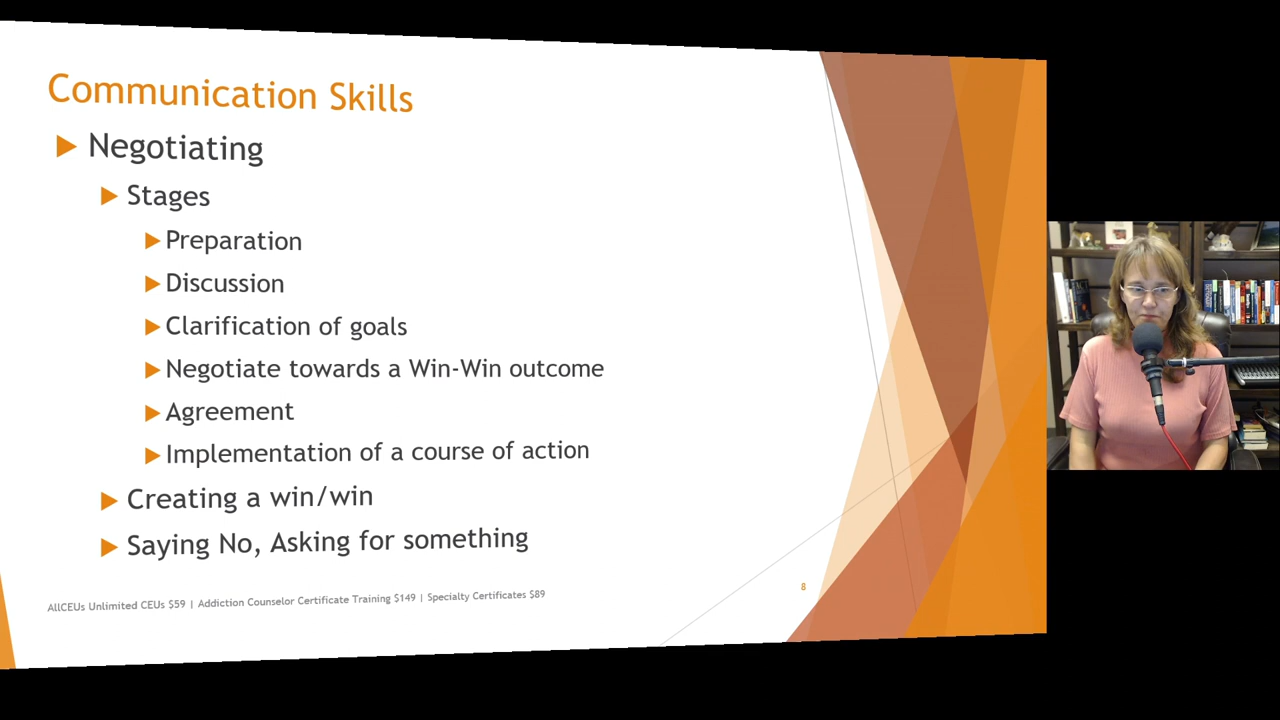 Communication Skills
Negotiating
Stages
Preparation
Discussion
Clarification of goals
Negotiate towards a Win-Win outcome
Agreement
Implementation of a course of action
Creating a win/win
Saying No, Asking for something
AllCEUs Unlimited CEUs $59 | Addiction Counselor Certificate Training $149 | Specialty Certificates $89
8